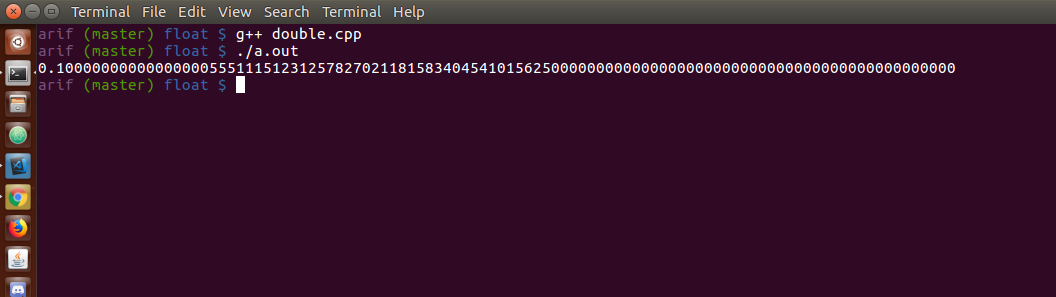 Terminal File Edit View Search Terminal Help
arif (master) float $ g++ double.cpp
arif (master) float $ ./a.out
0.1000000000000000055511151231257827021181583404541015625000000000000000000000000000000000000000000000
arif (master) float $